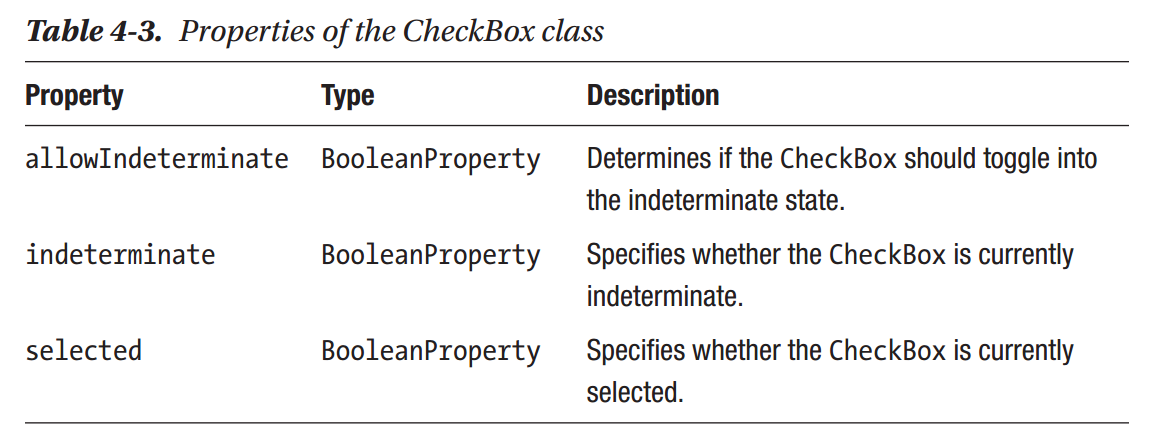 Table 4-3. Properties of the CheckBox class
Property Type Description
allowIndeterminate BooleanProperty Determines if the CheckBox should toggle into
the indeterminate state.
indeterminate BooleanProperty Specifies whether the CheckBox is currently
indeterminate.
selected BooleanProperty Specifies whether the CheckBox is currently
selected.